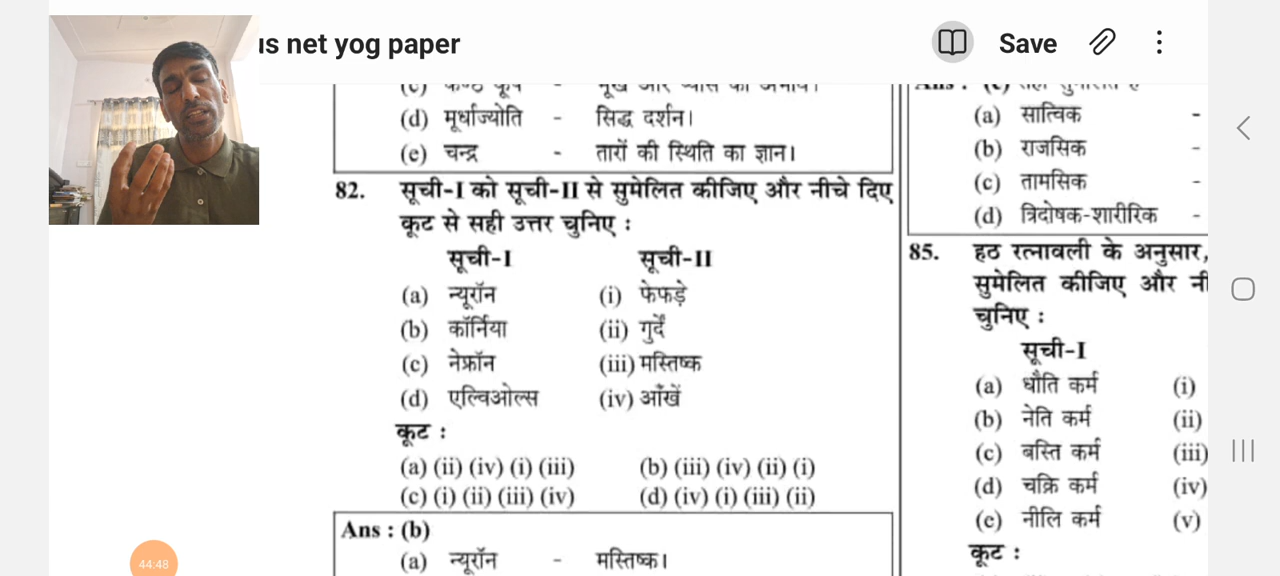 us net yog paper
Save
(d) मूर्धाज्योति - सिद्ध दर्शन।
(e) चन्द्र - तारों की स्थिति का ज्ञान।
82. सूची-I को सूची-II से सुमेलित कीजिए और नीचे दिए
कूट से सही उत्तर चुनिए :
सूची-I सूची-II
(a) न्यूरॉन (i) फेफड़े
(b) कॉर्निया (ii) गुर्दे
(c) नेफ्रॉन (iii) मस्तिष्क
(d) एल्विओल्स (iv) आँखें
कूट :
(a) (ii) (iv) (i) (iii) (b) (iii) (iv) (ii) (i)
(c) (i) (ii) (iii) (iv) (d) (iv) (i) (iii) (ii)
Ans : (b)
(a) न्यूरॉन - मस्तिष्क।
(a) सात्विक -
(b) राजसिक -
(c) तामसिक -
(d) त्रिदोषक-शारीरिक -
85. हठ रत्नावली के अनुसार,
सुमेलित कीजिए और नी
चुनिए :
सूची-I
(a) धौति कर्म (i)
(b) नेति कर्म (ii)
(c) बस्ति कर्म (iii)
(d) चक्रि कर्म (iv)
(e) नीलि कर्म (v)
कूट :
44:48